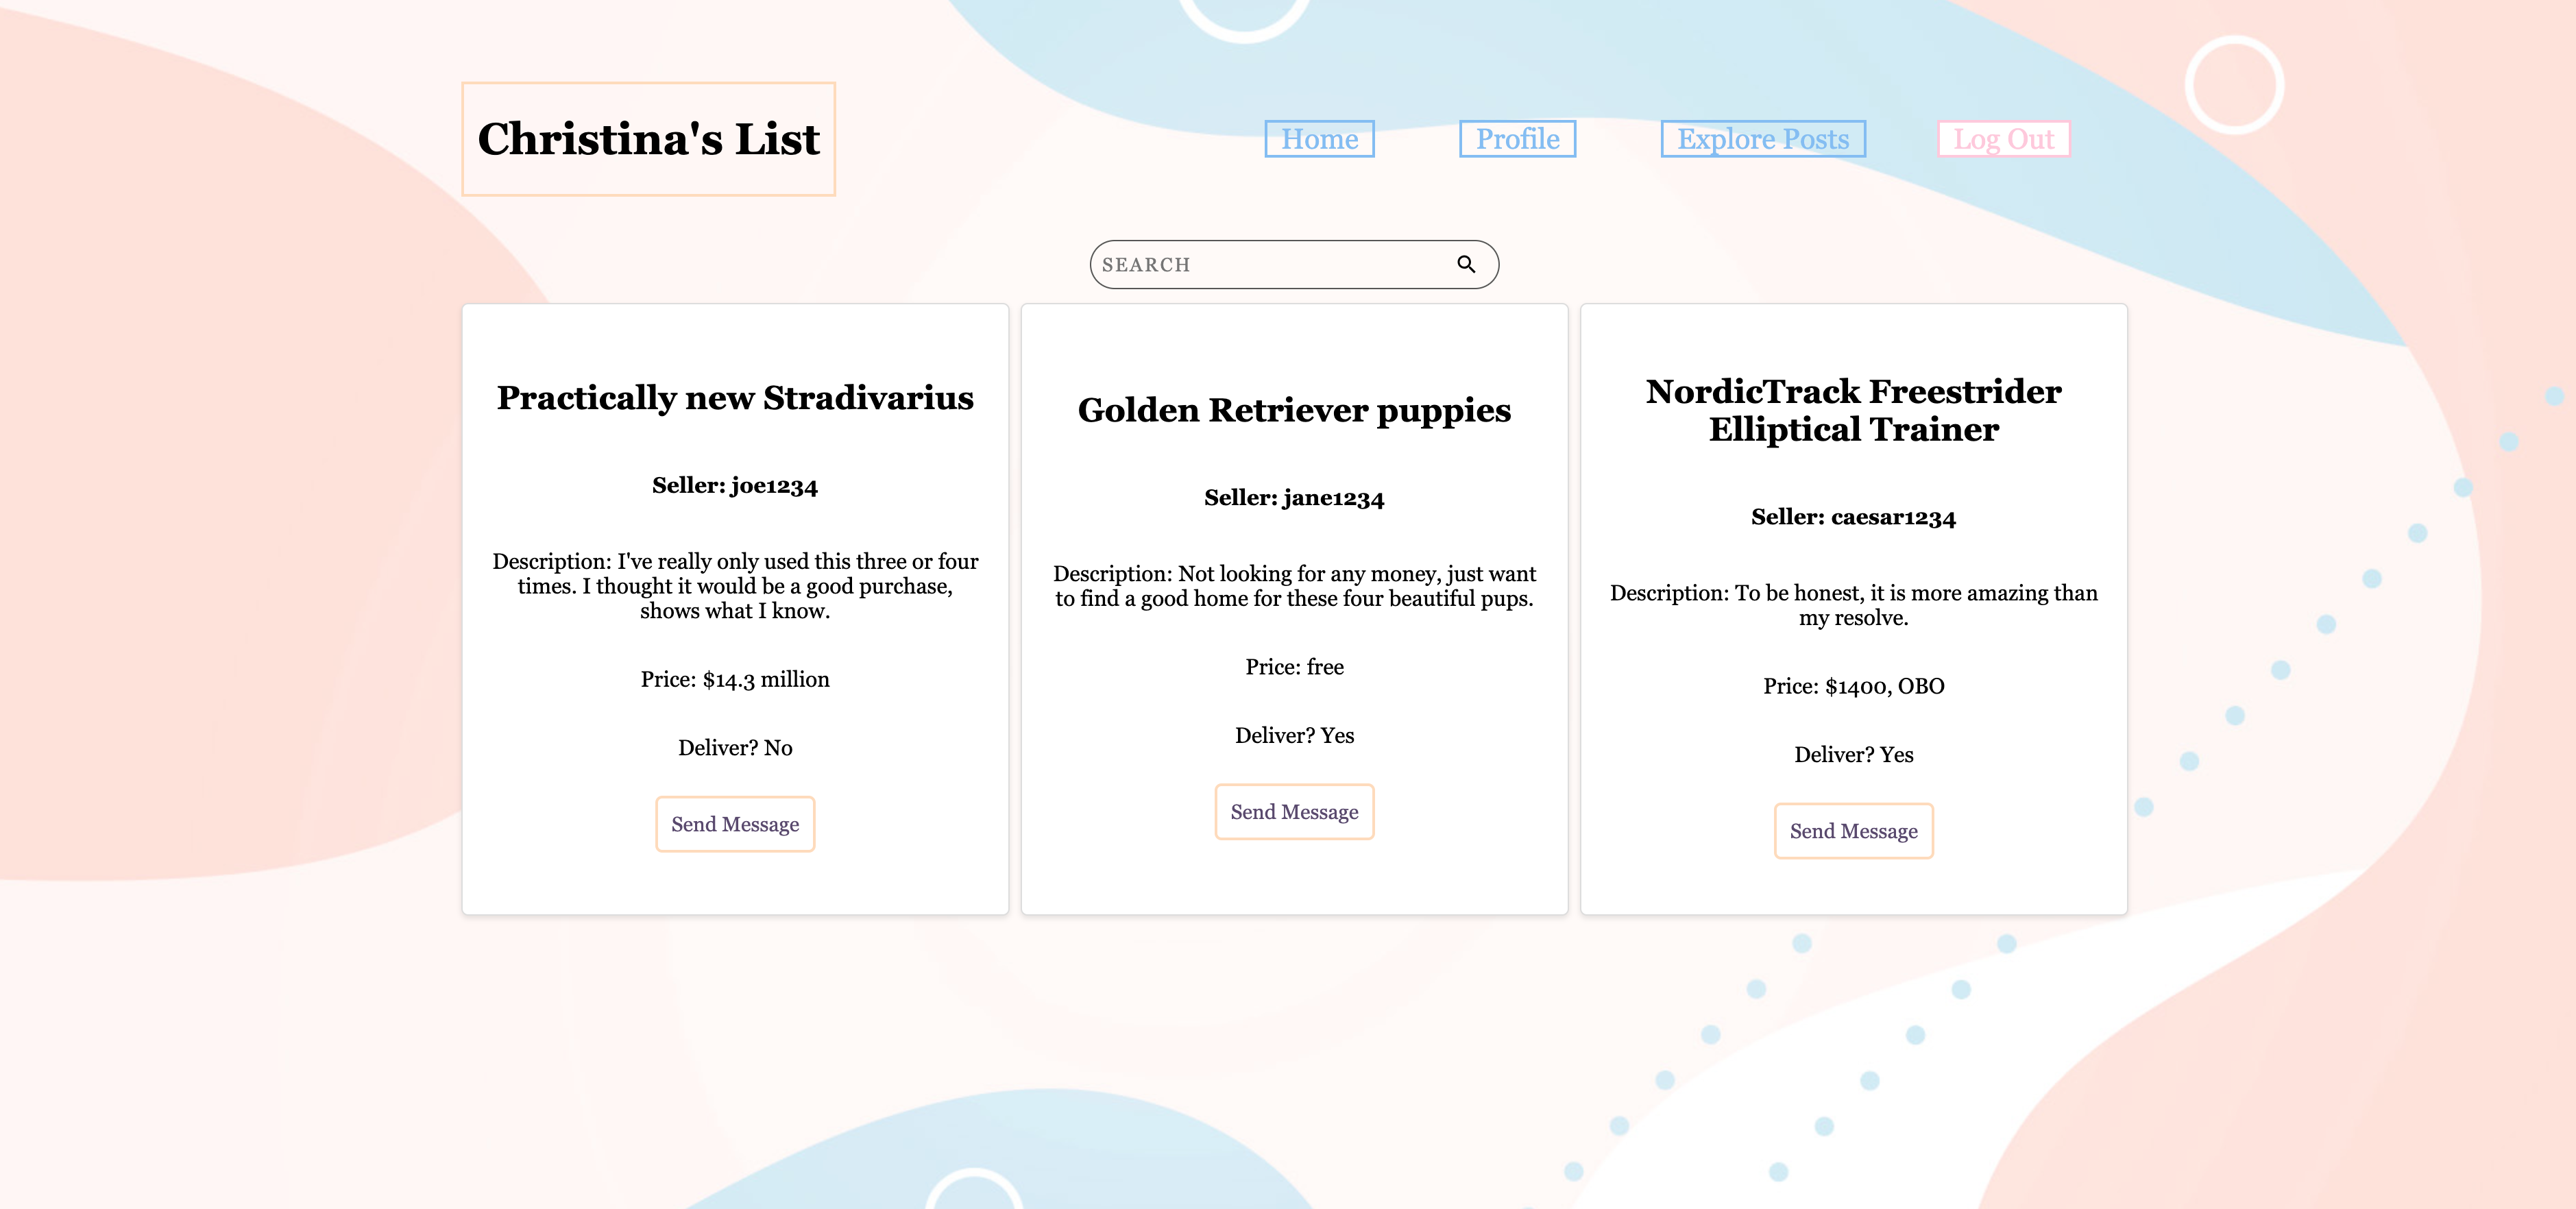 Christina's List
Home
Profile
Explore Posts
Log Out
SEARCH
Practically new Stradivarius
Seller: joe1234
Description: I've really only used this three or four
times. I thought it would be a good purchase,
shows what I know.
Price: $14.3 million
Deliver? No
Send Message
Golden Retriever puppies
Seller: jane1234
Description: Not looking for any money, just want
to find a good home for these four beautiful pups.
Price: free
Deliver? Yes
Send Message
NordicTrack Freestrider
Elliptical Trainer
Seller: caesar1234
Description: To be honest, it is more amazing than
my resolve.
Price: $1400, OBO
Deliver? Yes
Send Message